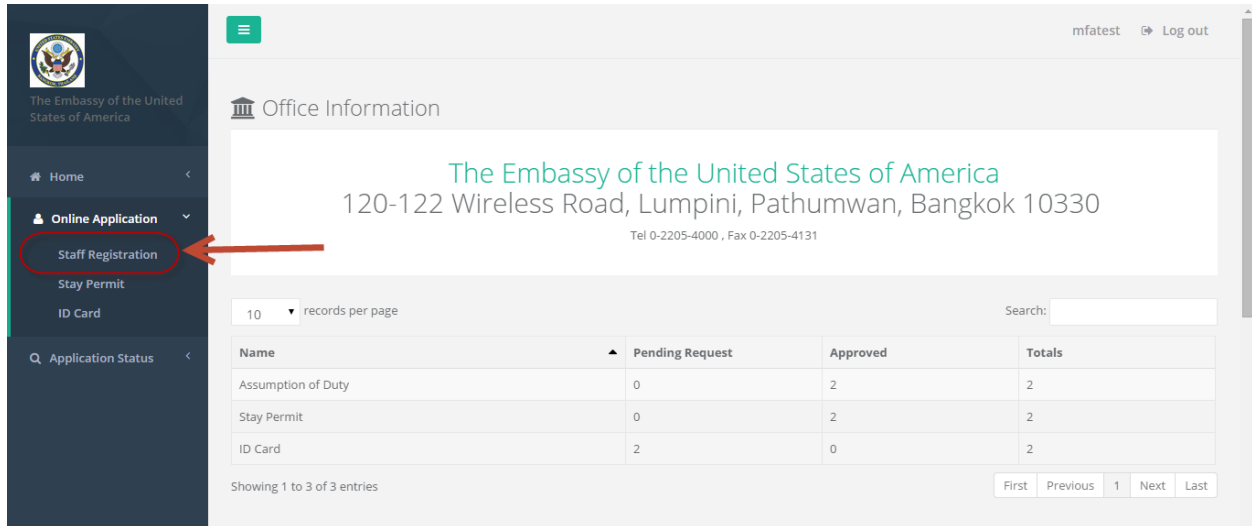 mfatest Log out
The Embassy of the United
States of America
Home
Online Application
Staff Registration
Stay Permit
ID Card
Application Status
Office Information
The Embassy of the United States of America
120-122 Wireless Road, Lumpini, Pathumwan, Bangkok 10330
Tel 0-2205-4000 , Fax 0-2205-4131
10 records per page Search:
Name Pending Request Approved Totals
Assumption of Duty 0 2 2
Stay Permit 0 2 2
ID Card 2 0 2
Showing 1 to 3 of 3 entries First Previous 1 Next Last